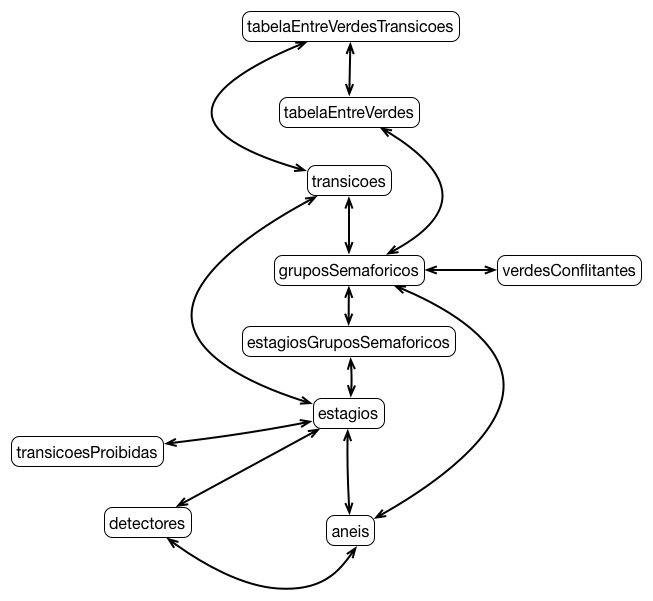 tabelaEntreVerdesTransicoes
tabelaEntreVerdes
transicoes
gruposSemaforicos
verdesConflitantes
estagiosGruposSemaforicos
estagios
transicoesProibidas
detectores
aneis